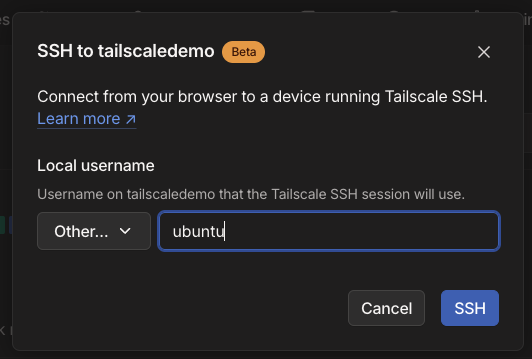 SSH to tailscaledemo Beta
Connect from your browser to a device running Tailscale SSH.
Learn more ↗
Local username
Username on tailscaledemo that the Tailscale SSH session will use.
Other... ubuntu
Cancel SSH